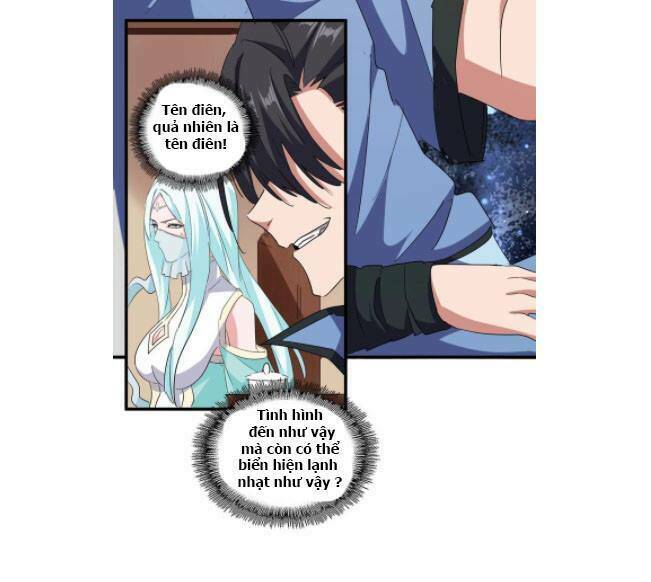 Tên điên,
quả nhiên là
tên điên!
Tình hình
đến như vậy
mà còn có thể
biển hiện lạnh
nhạt như vậy ?